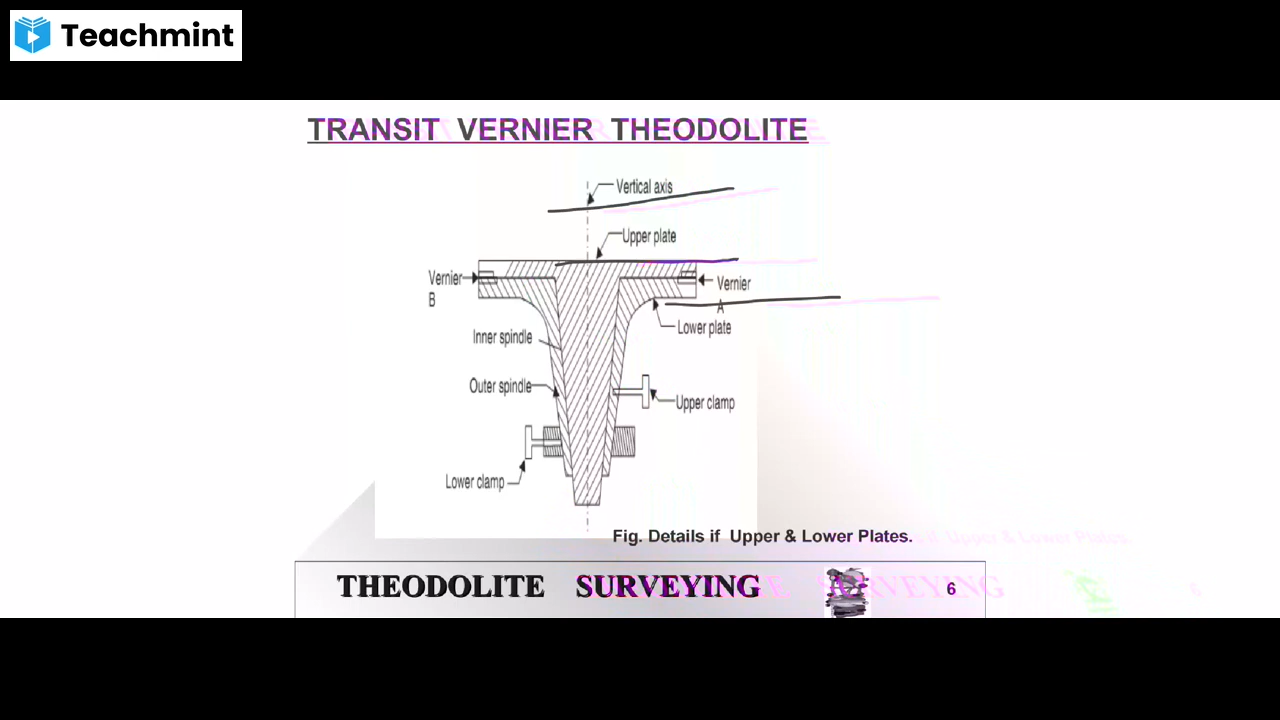 Teachmint
TRANSIT VERNIER THEODOLITE
Vertical axis
Upper plate
Vernier
B
Vernier
A
Lower plate
Inner spindle
Outer spindle
Upper clamp
Lower clamp
Fig. Details if Upper & Lower Plates.
THEODOLITE SURVEYING
6